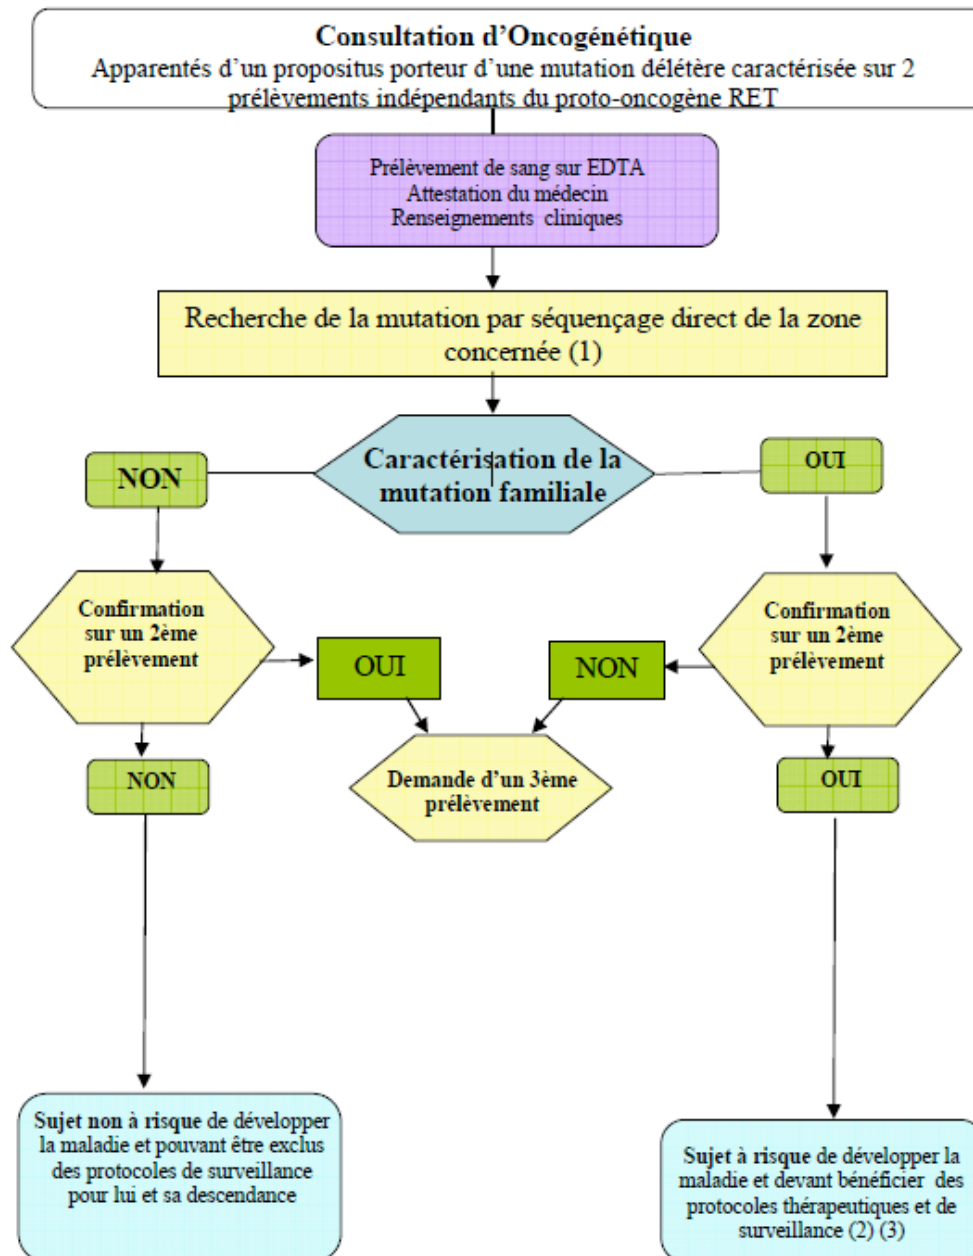 Consultation d'Oncogénétique
Apparentés d'un propositus porteur d'une mutation délétère caractérisée sur 2
prélèvements indépendants du proto-oncogène RET
Prélèvement de sang sur EDTA
Attestation du médecin
Renseignements cliniques
Recherche de la mutation par séquençage direct de la zone
concernée (1)
Caractérisation de la
mutation familiale
NON
OUI
Confirmation
sur un 2ème
prélèvement
OUI
NON
Confirmation
sur un 2ème
prélèvement
NON
Demande d'un 3ème
prélèvement
OUI
Sujet non à risque de développer
la maladie et pouvant être exclus
des protocoles de surveillance
pour lui et sa descendance
Sujet à risque de développer la
maladie et devant bénéficier des
protocoles thérapeutiques et de
surveillance (2) (3)